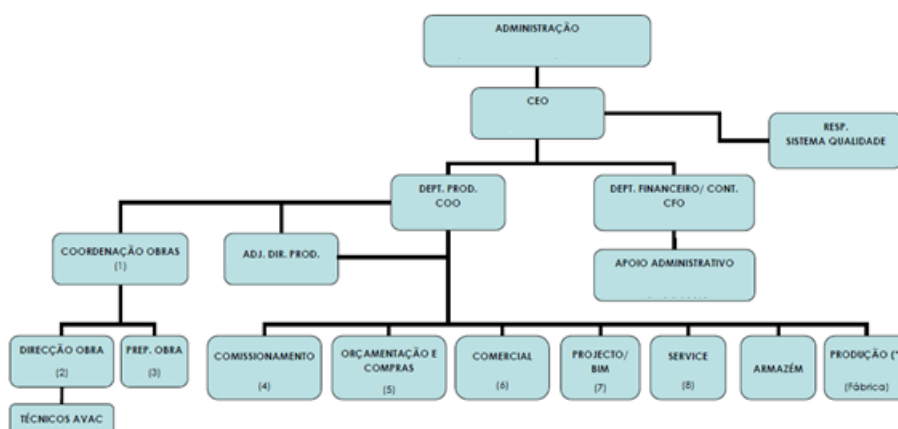 ADMINISTRAÇÃO
CEO
RESP.
SISTEMA QUALIDADE
DEPT. PROD.
COO
DEPT. FINANCEIRO/ CONT.
CFO
COORDENAÇÃO OBRAS
(1)
ADJ. DIR. PROD.
APOIO ADMINISTRATIVO
DIRECÇÃO OBRA
(2)
PREP. OBRA
(3)
COMISSIONAMENTO
(4)
ORÇAMENTAÇÃO E
COMPRAS
(5)
COMERCIAL
(6)
PROJECTO/
BIM
(7)
SERVICE
(8)
ARMAZÉM
PRODUÇÃO (*
(Fábrica)
TÉCNICOS AVAC